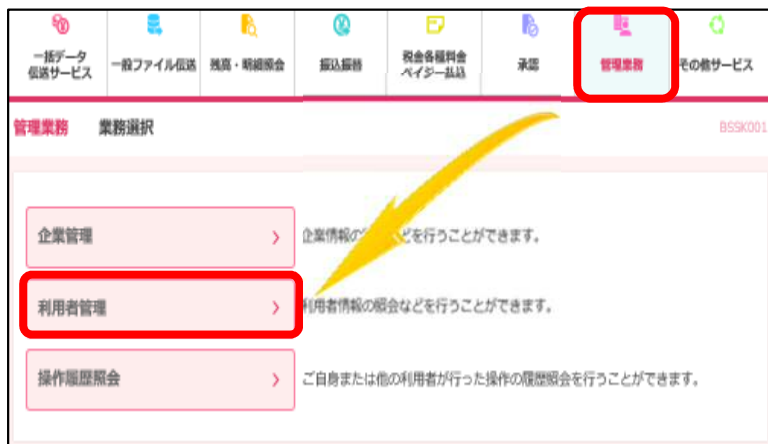 一括データ
伝送サービス
一般ファイル伝送
残高・明細照会
振込振替
税金各種料金
ペイジー払込
承認
管理業務
その他サービス
管理業務 業務選択
BSSK001
企業管理
企業情報の どを行うことができます。
利用者管理
利用者情報の照会などを行うことができます。
操作履歴照会
ご自身または他の利用者が行った操作の履歴照会を行うことができます。